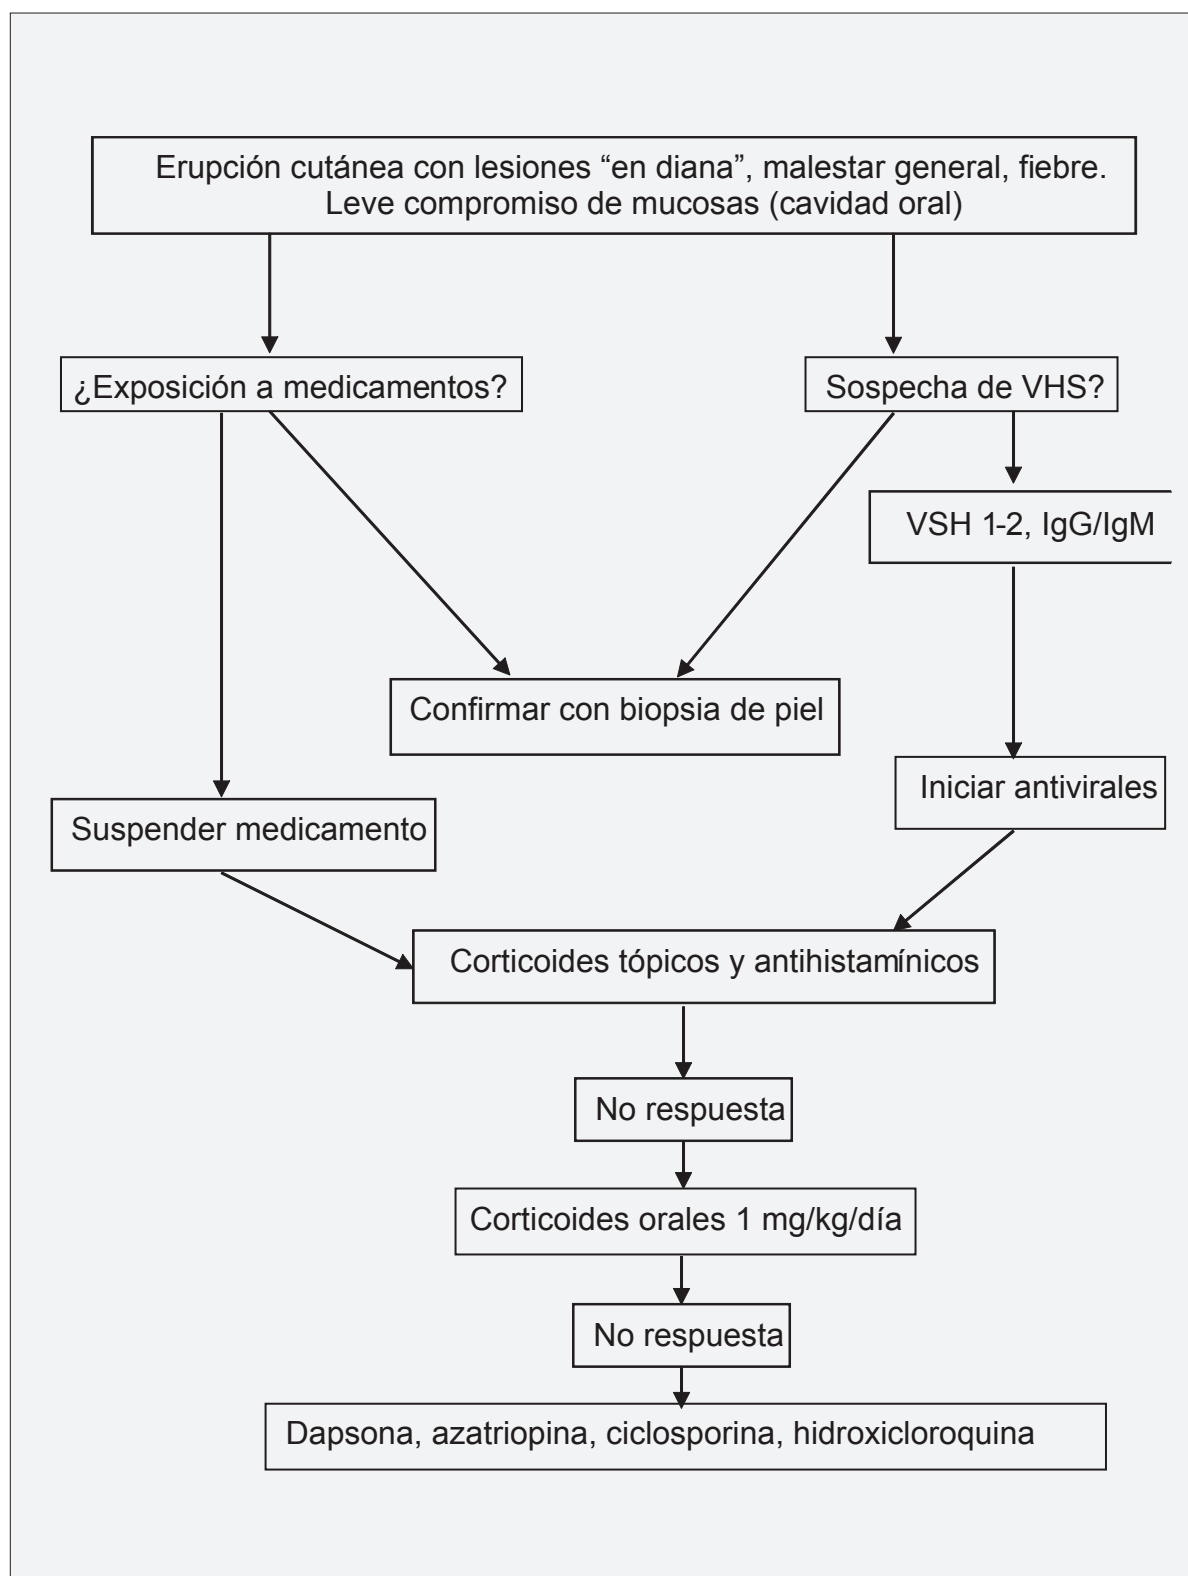 Erupción cutánea con lesiones “en diana”, malestar general, fiebre.
Leve compromiso de mucosas (cavidad oral)
¿Exposición a medicamentos?
Sospecha de VHS?
VSH 1-2, IgG/IgM
Confirmar con biopsia de piel
Iniciar antivirales
Suspender medicamento
Corticoides tópicos y antihistamínicos
No respuesta
Corticoides orales 1 mg/kg/día
No respuesta
Dapsona, azatriopina, ciclosporina, hidroxicloroquina